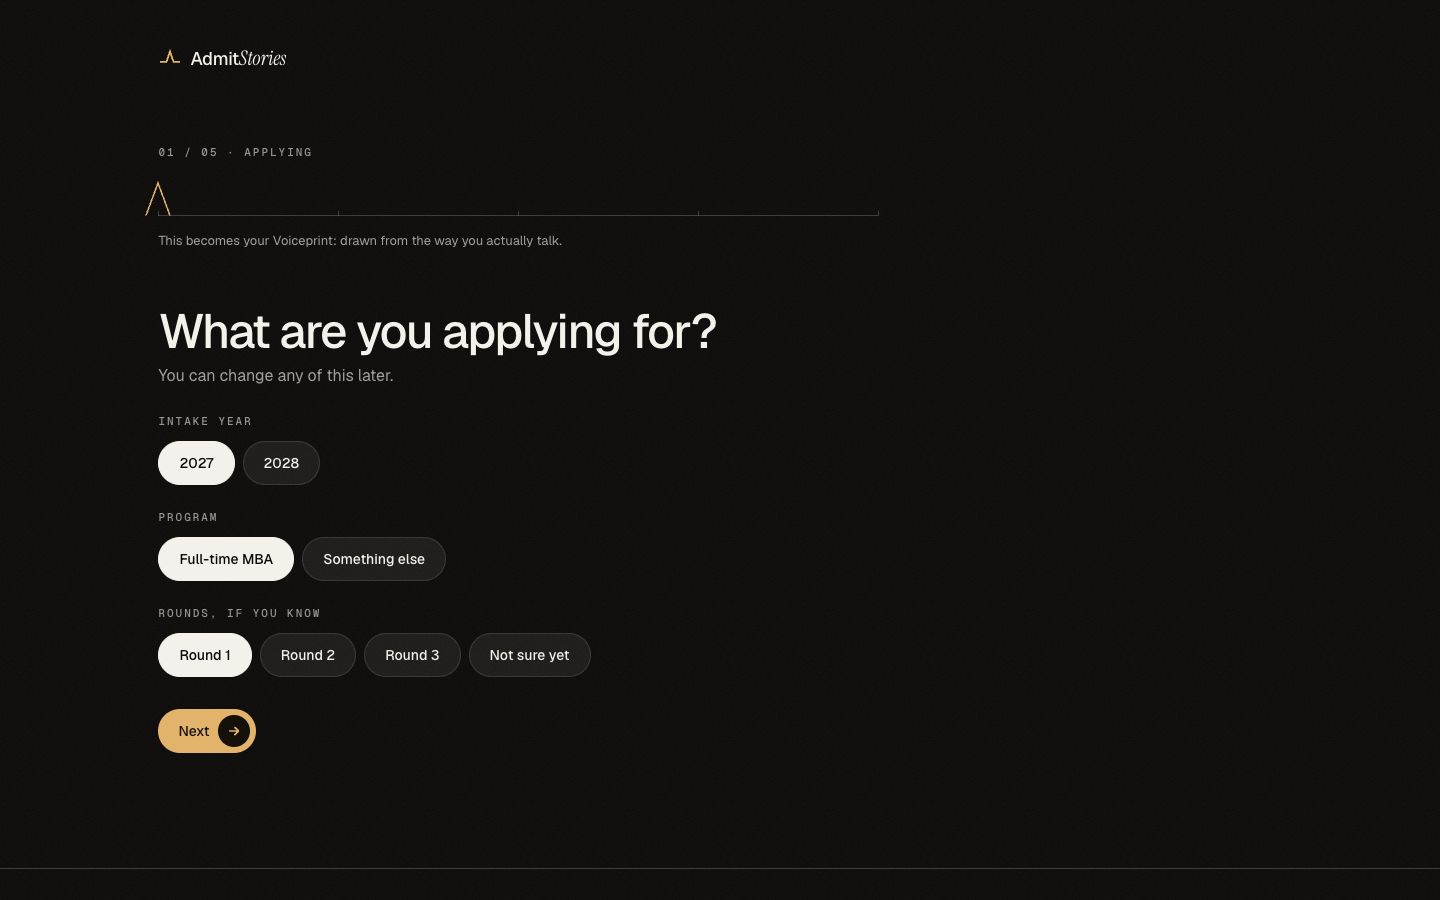 AdmitStories
01 / 05 · APPLYING
This becomes your Voiceprint: drawn from the way you actually talk.
What are you applying for?
You can change any of this later.
INTAKE YEAR
2027 2028
PROGRAM
Full-time MBA Something else
ROUNDS, IF YOU KNOW
Round 1 Round 2 Round 3 Not sure yet
Next